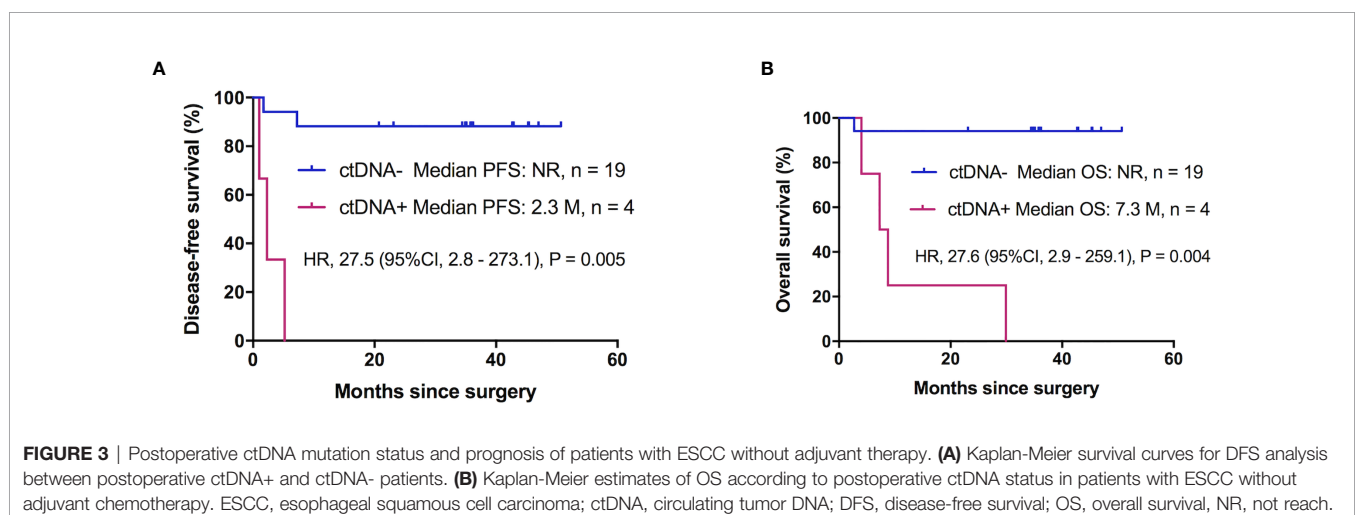 A
Disease-free survival (%)
100
80
60
40
20
0
ctDNA- Median PFS: NR, n = 19
ctDNA+ Median PFS: 2.3 M, n = 4
HR, 27.5 (95%CI, 2.8 - 273.1), P = 0.005
0 20 40 60
Months since surgery
B
Overall survival (%)
100
80
60
40
20
0
ctDNA- Median OS: NR, n = 19
ctDNA+ Median OS: 7.3 M, n = 4
HR, 27.6 (95%CI, 2.9 - 259.1), P = 0.004
0 20 40 60
Months since surgery
FIGURE 3 | Postoperative ctDNA mutation status and prognosis of patients with ESCC without adjuvant therapy. (A) Kaplan-Meier survival curves for DFS analysis
between postoperative ctDNA+ and ctDNA- patients. (B) Kaplan-Meier estimates of OS according to postoperative ctDNA status in patients with ESCC without
adjuvant chemotherapy. ESCC, esophageal squamous cell carcinoma; ctDNA, circulating tumor DNA; DFS, disease-free survival; OS, overall survival, NR, not reach.